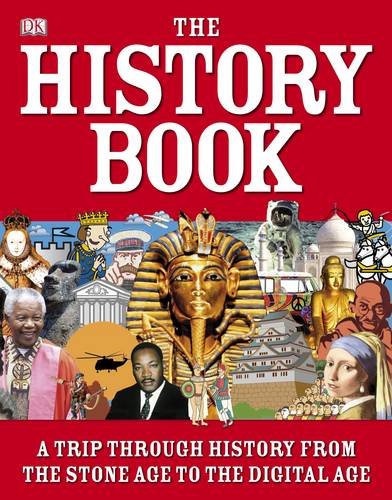 DK
THE
HISTORY
BOOK
A TRIP THROUGH HISTORY FROM
THE STONE AGE TO THE DIGITAL AGE